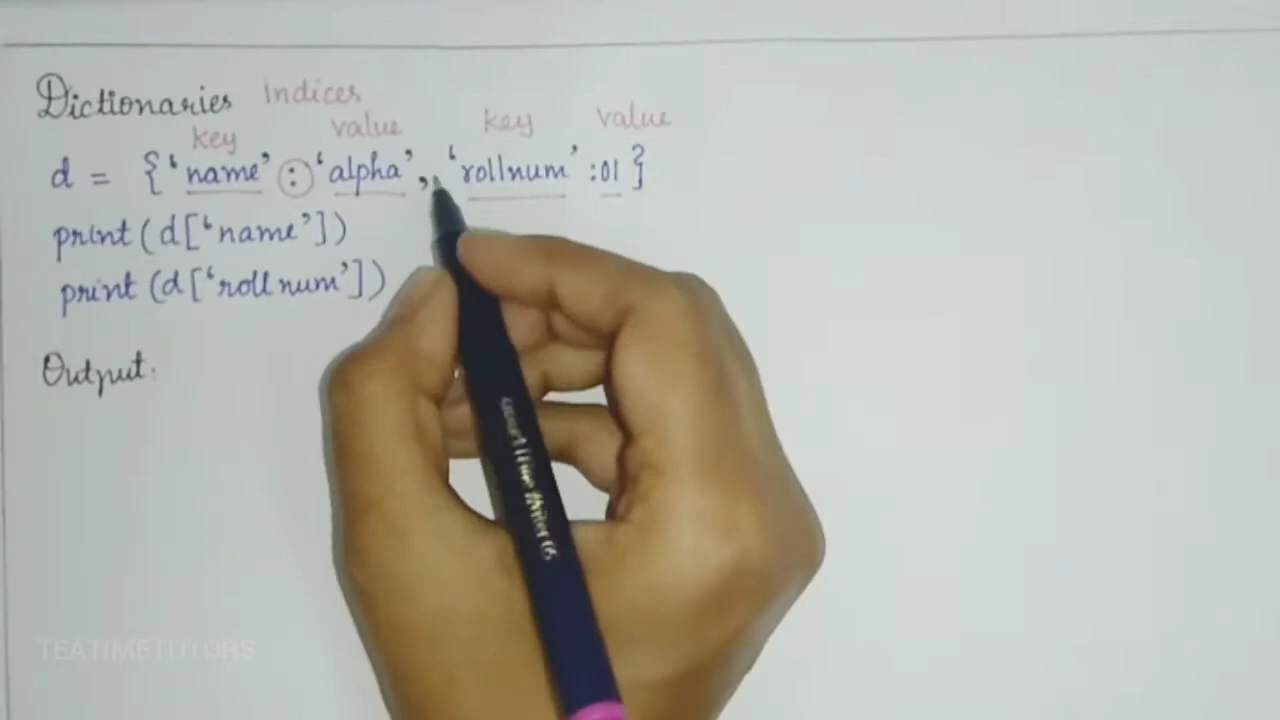 Dictionaries indices
key value key value
d = {‘name’ : ‘alpha’, ‘rollnum’ :01}
print(d[‘name’])
print (d[‘rollnum’])
Output:
TEATIMETUTORS